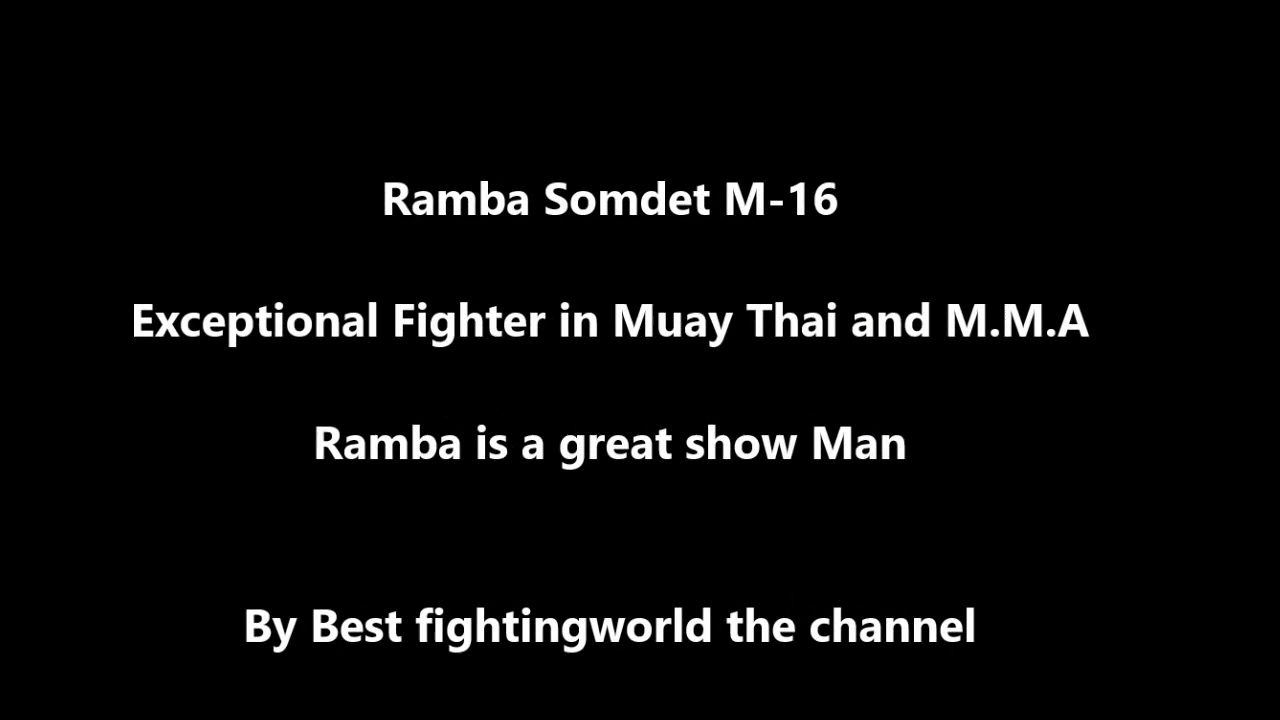 Ramba Somdet M-16
Exceptional Fighter in Muay Thai and M.M.A
Ramba is a great show Man
By Best fightingworld the channel